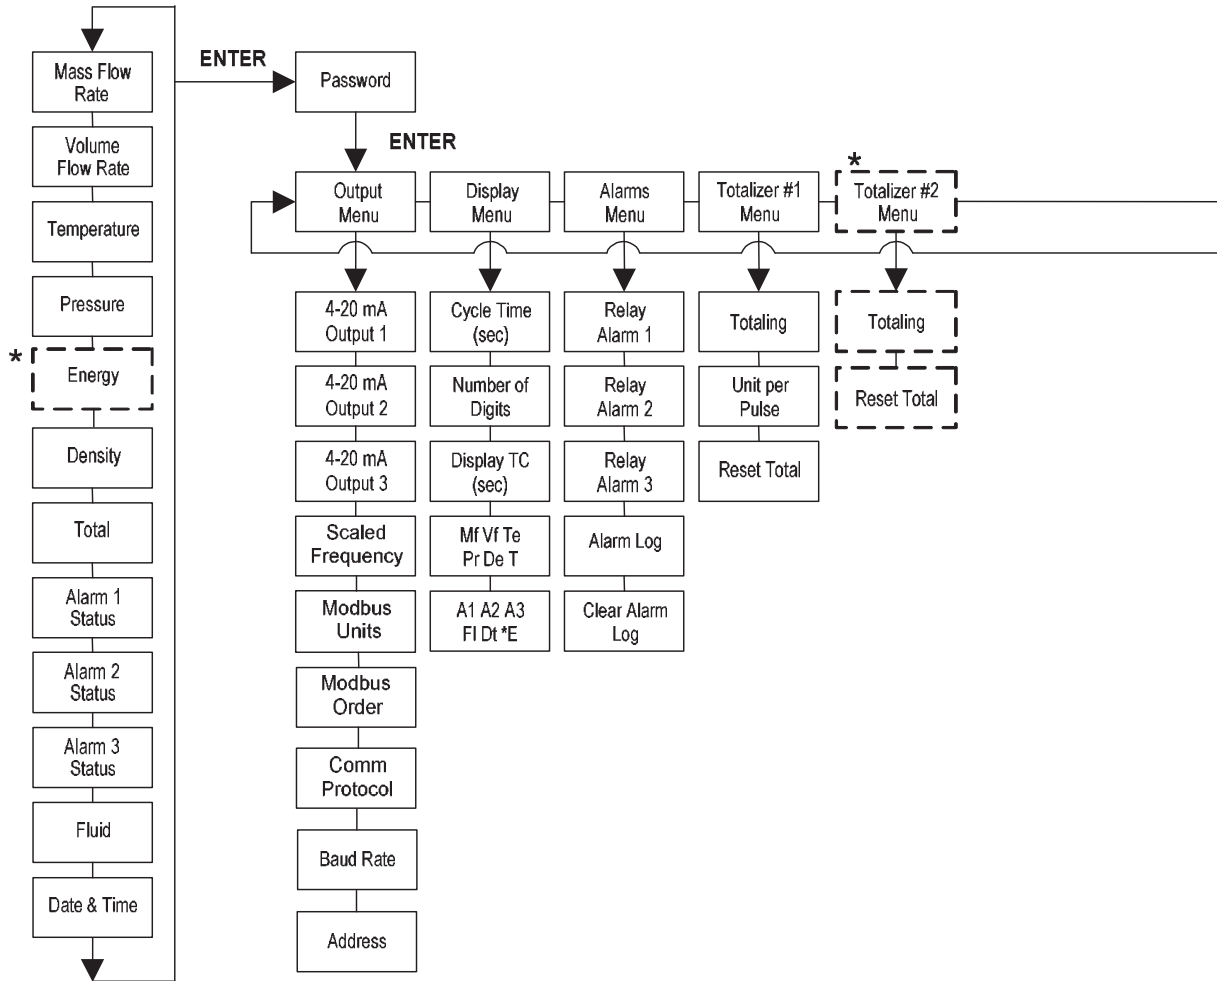 Mass Flow
Rate
Volume
Flow Rate
Temperature
Pressure
*
Energy
Density
Total
Alarm 1
Status
Alarm 2
Status
Alarm 3
Status
Fluid
Date & Time
ENTER
Password
ENTER
Output
Menu
4-20 mA
Output 1
4-20 mA
Output 2
4-20 mA
Output 3
Scaled
Frequency
Modbus
Units
Modbus
Order
Comm
Protocol
Baud Rate
Address
Display
Menu
Cycle Time
(sec)
Number of
Digits
Display TC
(sec)
Mf Vf Te
Pr De T
A1 A2 A3
Fl Dt *E
Alarms
Menu
Relay
Alarm 1
Relay
Alarm 2
Relay
Alarm 3
Alarm Log
Clear Alarm
Log
Totalizer #1
Menu
Totaling
Unit per
Pulse
Reset Total
*
Totalizer #2
Menu
Totaling
Reset Total